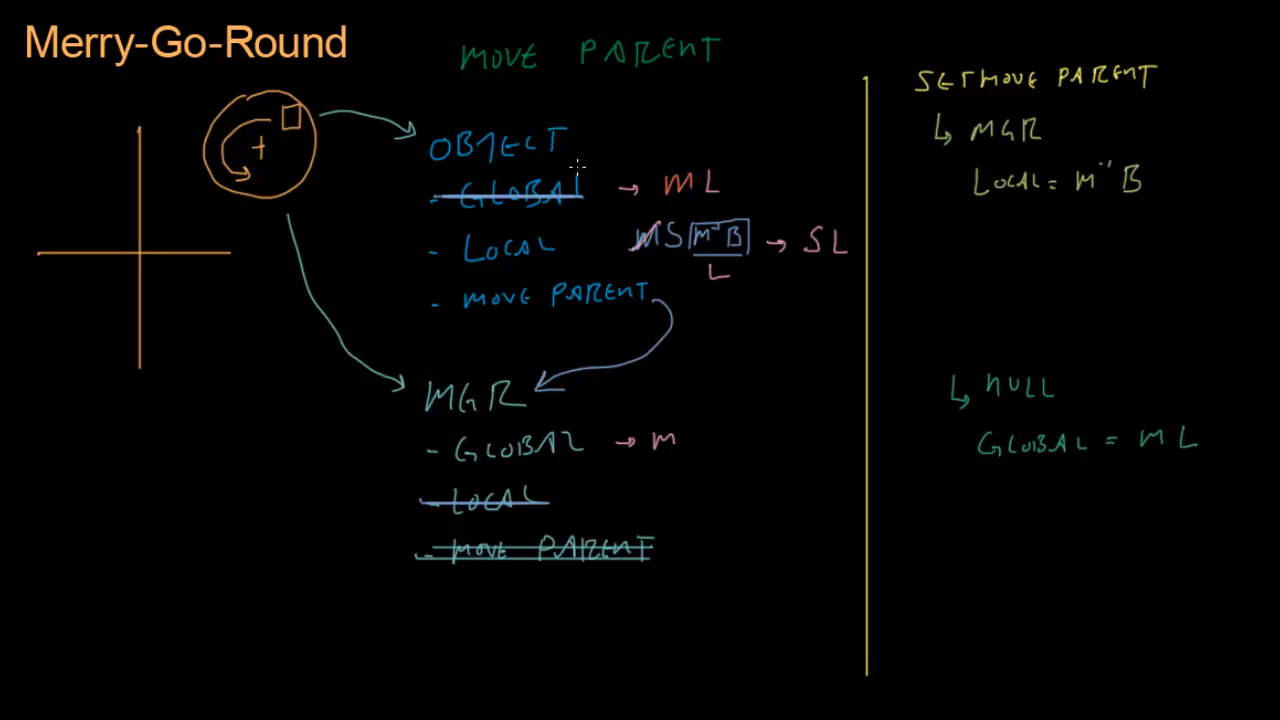 Merry-Go-Round
MOVE PARENT
OBJECT
- GLOBAL → ML
- LOCAL
MS M⁻¹B → SL
L
- MOVE PARENT
MGR
- GLOBAL → M
- LOCAL
- MOVE PARENT
SETMOVE PARENT
↳ MGR
LOCAL = M⁻¹ B
↳ NULL
GLOBAL = ML